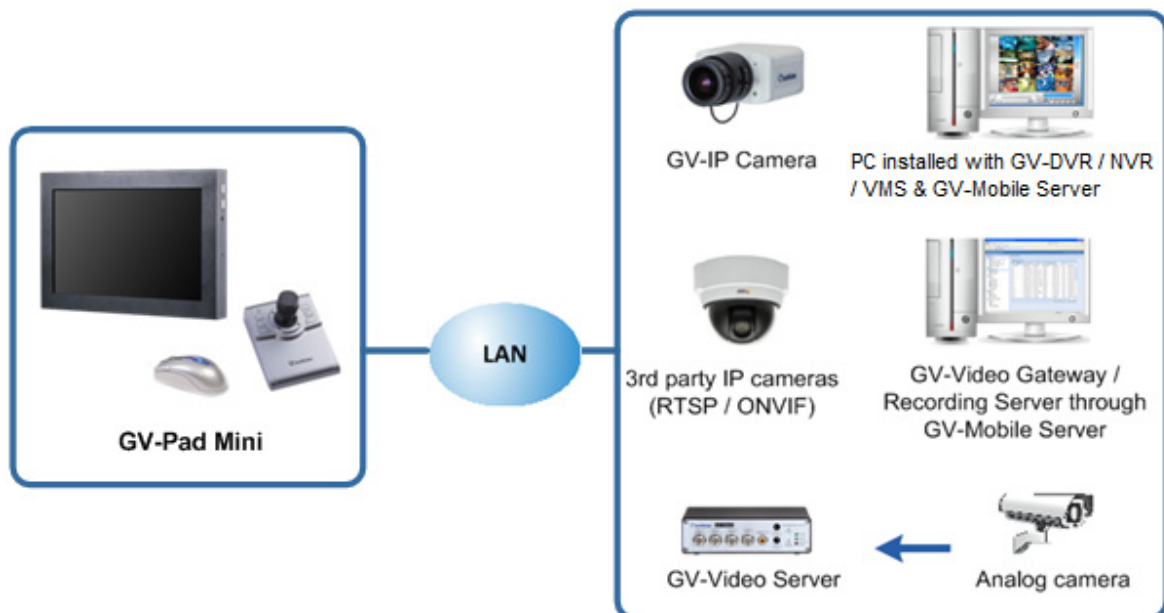 GV-Pad Mini
LAN
GV-IP Camera
PC installed with GV-DVR / NVR
/ VMS & GV-Mobile Server
3rd party IP cameras
(RTSP / ONVIF)
GV-Video Gateway /
Recording Server through
GV-Mobile Server
GV-Video Server
Analog camera